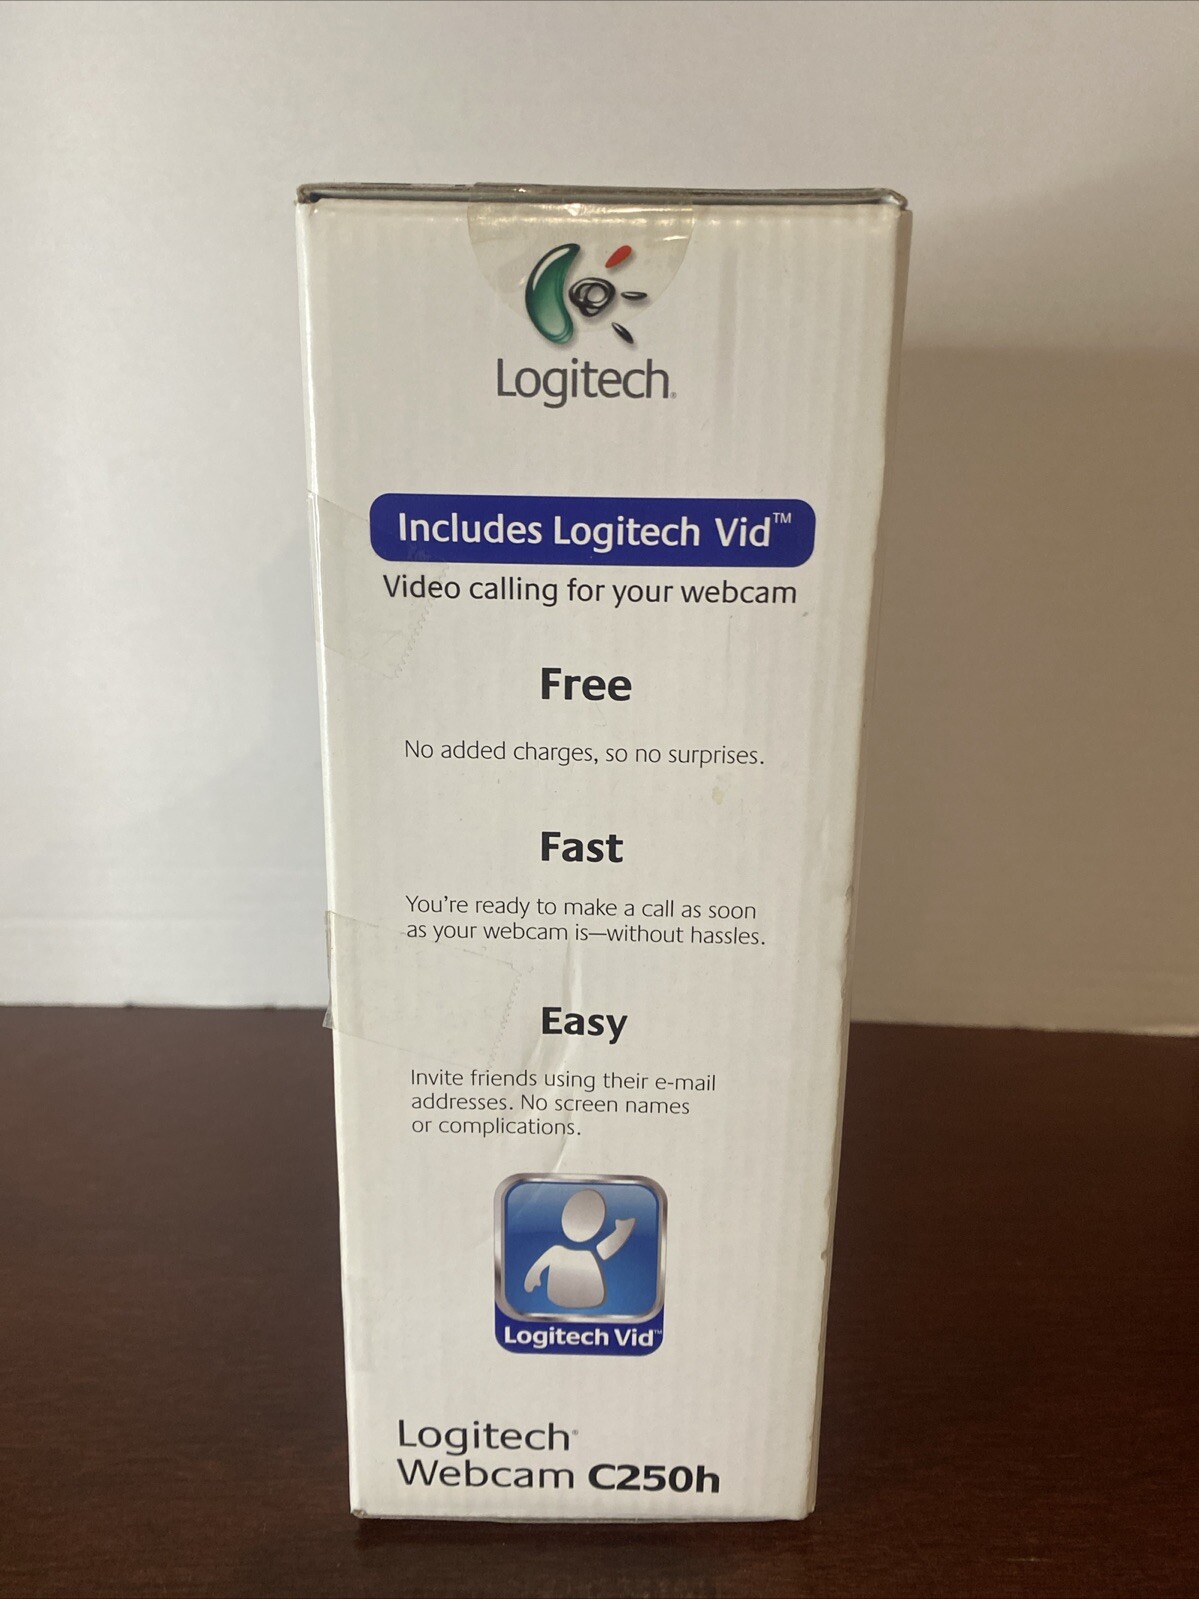 Logitech®
Includes Logitech Vid™
Video calling for your webcam
Free
No added charges, so no surprises.
Fast
You're ready to make a call as soon
as your webcam is—without hassles.
Easy
Invite friends using their e-mail
addresses. No screen names
or complications.
Logitech Vid™
Logitech®
Webcam C250h